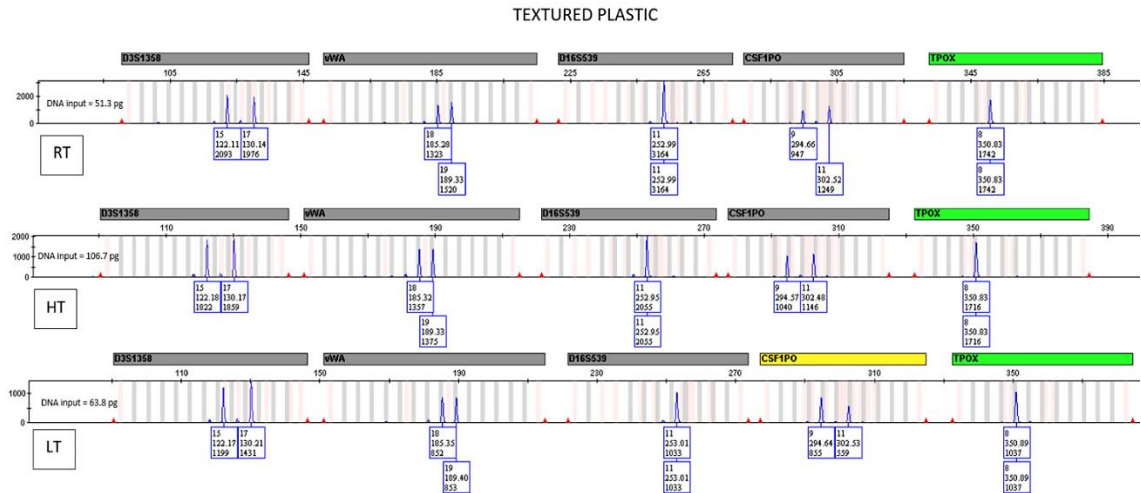 TEXTURED PLASTIC
D3S1358 vWA D16S539 CSF1PO TPOX
105 145 185 225 265 305 345 385
2000
0
DNA input = 51.3 pg
RT
15 17 18 11 9 11 8
122.11 130.14 185.28 252.99 294.66 302.52 350.83
2093 1976 1323 3164 947 1249 1742
19 11 8
189.33 252.99 350.83
1520 3164 1742
D3S1358 vWA D16S539 CSF1PO TPOX
110 150 190 230 270 310 350 390
2000
1000
0
DNA input = 106.7 pg
HT
15 17 18 11 9 11 8
122.18 130.17 185.32 252.95 294.57 302.48 350.83
1822 1859 1357 2055 1040 1146 1716
19 11 8
189.33 252.95 350.83
1375 2055 1716
D3S1358 vWA D16S539 CSF1PO TPOX
110 150 190 230 270 310 350
1000
0
DNA input = 63.8 pg
LT
15 17 18 11 9 11 8
122.17 130.21 185.35 253.01 294.64 302.53 350.89
1199 1431 852 1033 855 559 1037
19 11 8
189.40 253.01 350.89
853 1033 1037